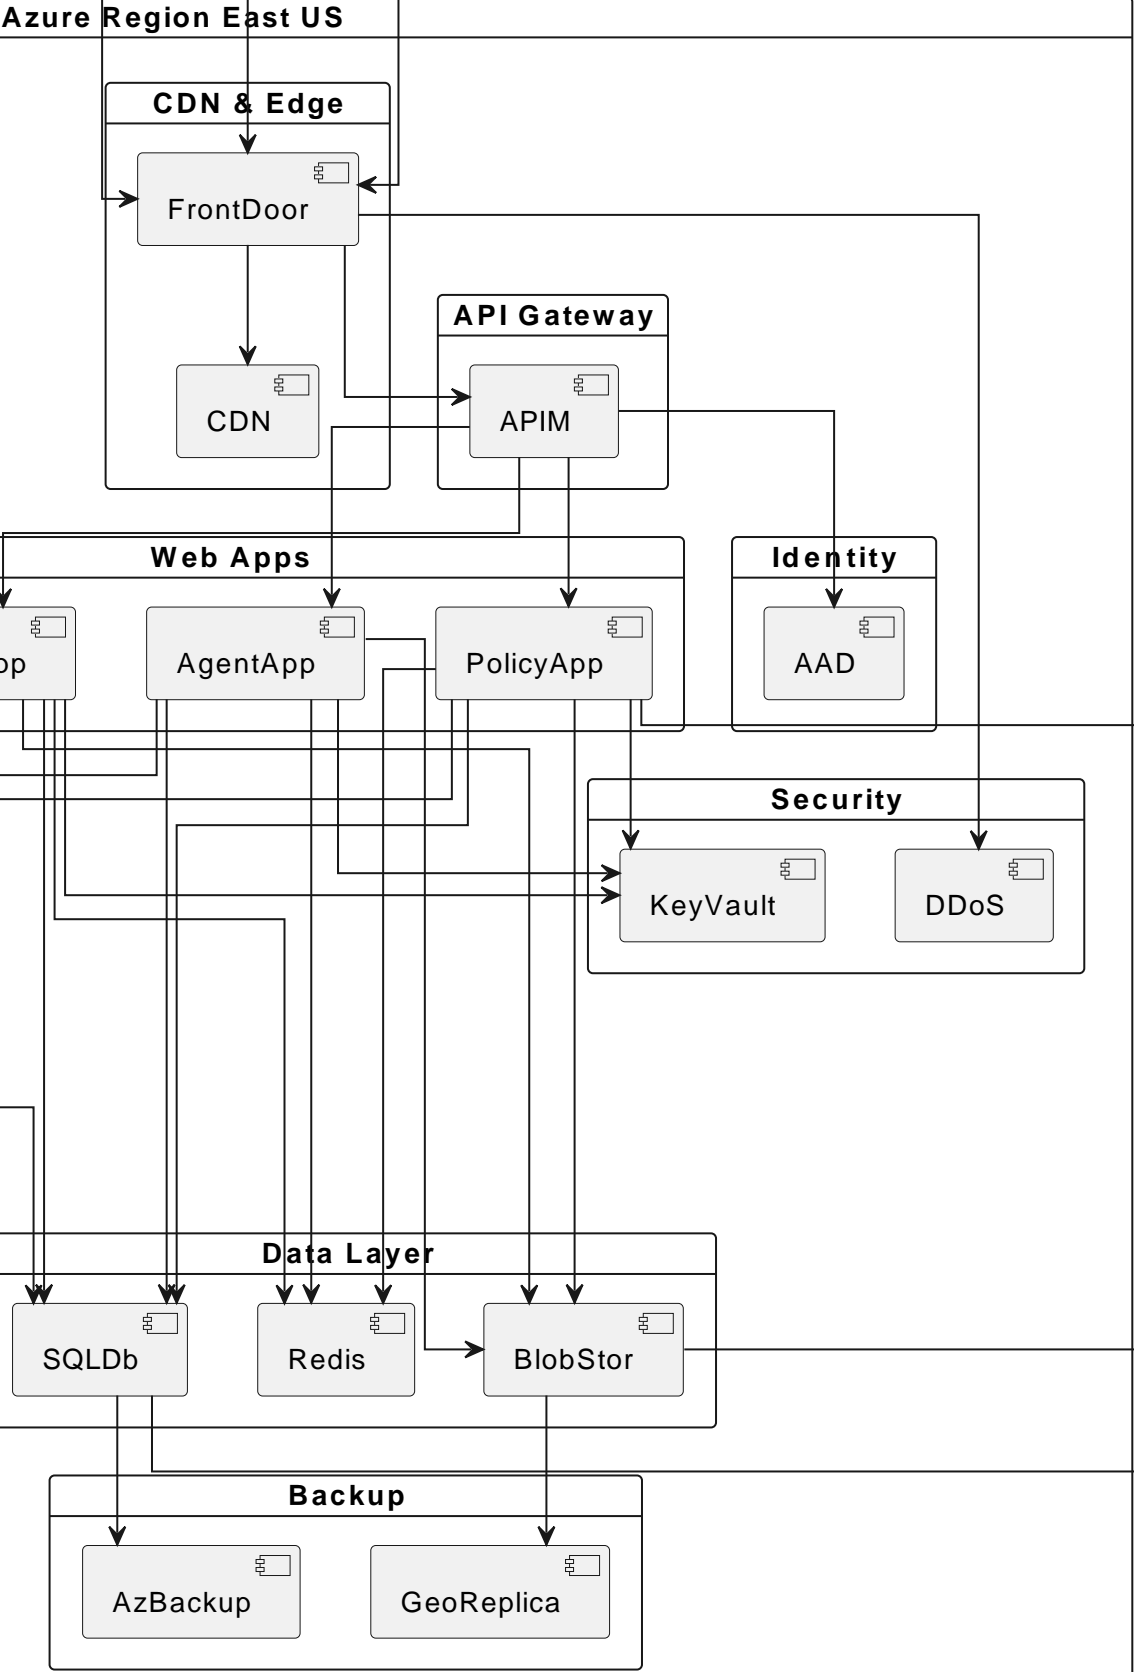 Azure Region East US
CDN & Edge
FrontDoor
API Gateway
CDN
APIM
Web Apps
Identity
op
AgentApp
PolicyApp
AAD
Security
KeyVault
DDoS
Data Layer
SQLDb
Redis
BlobStor
Backup
AzBackup
GeoReplica